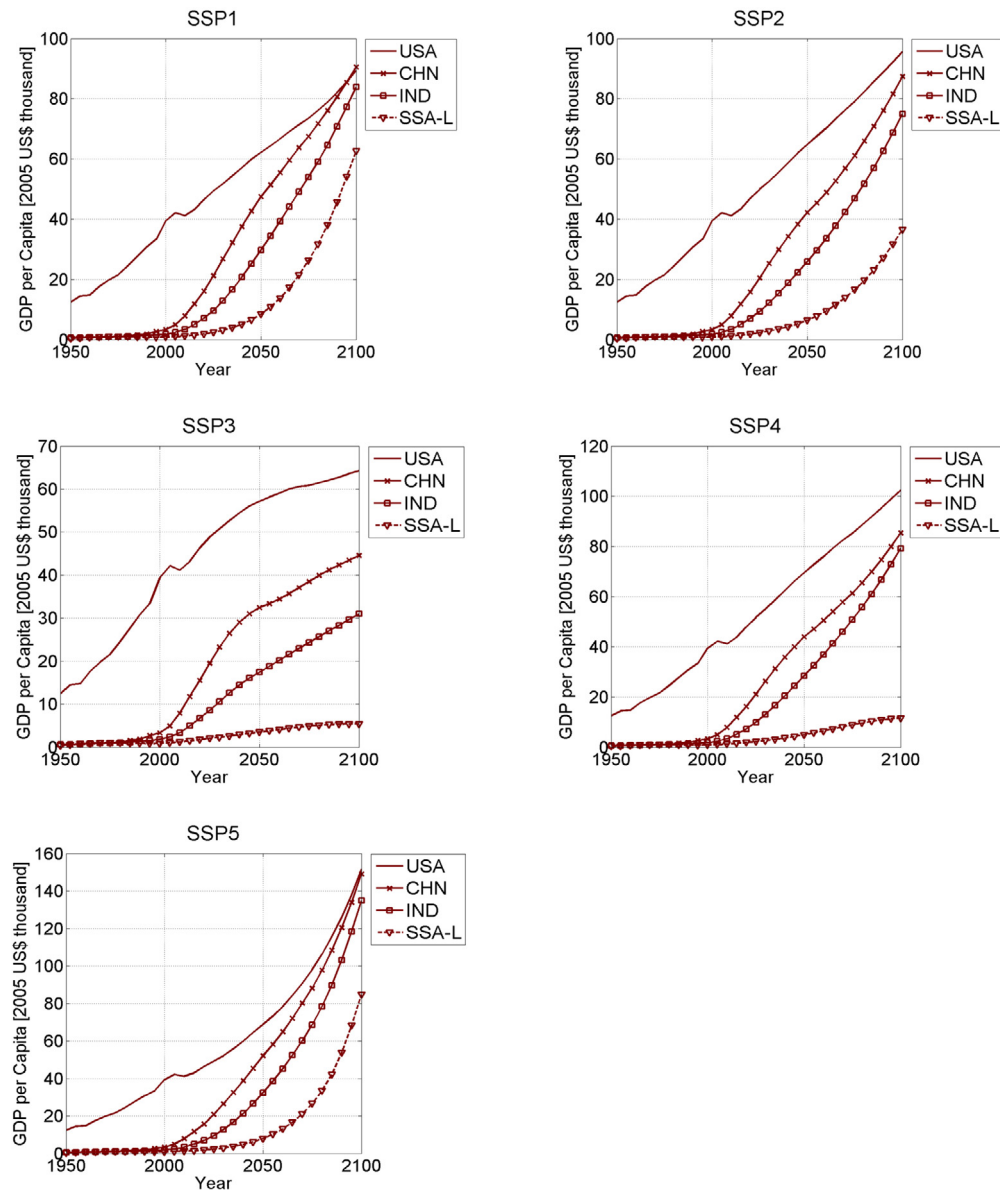 SSP1
100
80
60
40
20
0
1950
2000
2050
2100
GDP per Capita [2005 US$ thousand]
Year
USA
CHN
IND
SSA-L
SSP2
100
80
60
40
20
0
1950
2000
2050
2100
GDP per Capita [2005 US$ thousand]
Year
USA
CHN
IND
SSA-L
SSP3
70
60
50
40
30
20
10
0
1950
2000
2050
2100
GDP per Capita [2005 US$ thousand]
Year
USA
CHN
IND
SSA-L
SSP4
120
100
80
60
40
20
0
1950
2000
2050
2100
GDP per Capita [2005 US$ thousand]
Year
USA
CHN
IND
SSA-L
SSP5
160
140
120
100
80
60
40
20
0
1950
2000
2050
2100
GDP per Capita [2005 US$ thousand]
Year
USA
CHN
IND
SSA-L